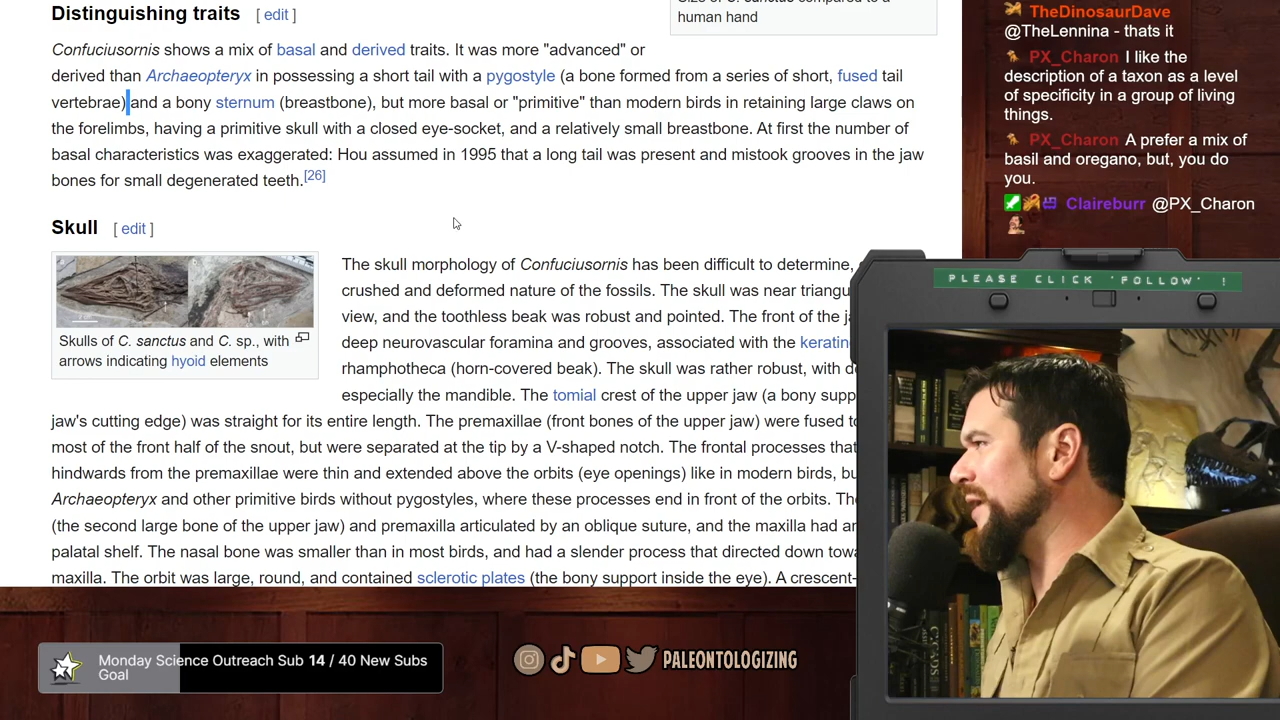 Distinguishing traits [ edit ]
human hand
Confuciusornis shows a mix of basal and derived traits. It was more "advanced" or
derived than Archaeopteryx in possessing a short tail with a pygostyle (a bone formed from a series of short, fused tail
vertebrae) and a bony sternum (breastbone), but more basal or "primitive" than modern birds in retaining large claws on
the forelimbs, having a primitive skull with a closed eye-socket, and a relatively small breastbone. At first the number of
basal characteristics was exaggerated: Hou assumed in 1995 that a long tail was present and mistook grooves in the jaw
bones for small degenerated teeth.[26]
Skull [ edit ]
Skulls of C. sanctus and C. sp., with
arrows indicating hyoid elements
The skull morphology of Confuciusornis has been difficult to determine,
crushed and distorted nature of the fossils. The skull was near triangu
view, and the toothless beak was robust and pointed. The front of the ja
deep neurovascular foramina and grooves, associated with the keratin
rhamphotheca (horn-covered beak). The skull was rather robust, with de
especially the mandible. The tomial crest of the upper jaw (a bony supp
jaw's cutting edge) was straight for its entire length. The premaxillae (front bones of the upper jaw) were fused to
most of the front half of the snout, but were separated at the tip by a V-shaped notch. The frontal processes that
hindwards from the premaxillae were thin and extended above the orbits (eye openings) like in modern birds, bu
Archaeopteryx and other primitive birds without pygostyles, where these processes end in front of the orbits. The
(the second large bone of the upper jaw) and premaxilla articulated by an oblique suture, and the maxilla had an
palatal shelf. The nasal bone was smaller than in most birds, and had a slender process that directed down towa
maxilla. The orbit was large, round, and contained sclerotic plates (the bony support inside the eye). A crescent-
TheDinosaurDave
@TheLennina - thats it
PX_Charon I like the
description of a taxon as a level
of specificity in a group of living
things.
PX_Charon A prefer a mix of
basil and oregano, but, you do
you.
Claireburr @PX_Charon
PLEASE CLICK 'FOLLOW' !
Monday Science Outreach Sub 14 / 40 New Subs
Goal
PALEONTOLOGIZING